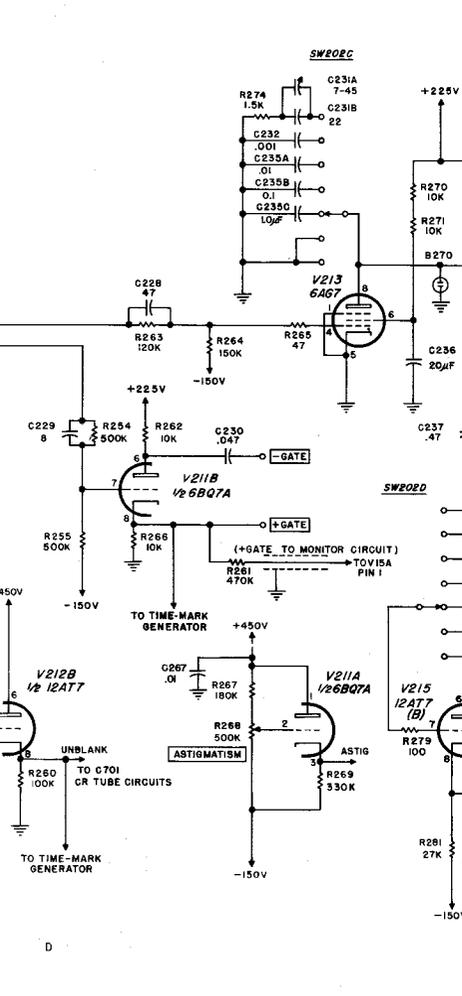 SW202C
C231A
7-45
R274
1.5K
C231B
22
+225V
C232
.001
C235A
.01
C235B
0.1
C235C
1.0µF
R270
10K
R271
10K
B270
V213
6AG7
8
1
4
6
5
C228
47
R263
120K
R264
150K
R265
47
-150V
C236
20µF
+225V
C229
8
R254
500K
R262
10K
C230
.047
-GATE
C237
.47
6
7
8
V211B
1/2 6BQ7A
SW202D
+GATE
R255
500K
R266
10K
(+GATE TO MONITOR CIRCUIT)
R261
470K
TO V15A
PIN 1
-150V
450V
TO TIME-MARK
GENERATOR
+450V
V212B
1/2 12AT7
6
C267
.01
R267
180K
V211A
1/2 6BQ7A
1
V215
12AT7
(B)
6
R268
500K
2
7
R279
100
ASTIGMATISM
UNBLANK
TO C701
CR TUBE CIRCUITS
8
R260
100K
3
ASTIG
R269
330K
8
TO TIME-MARK
GENERATOR
R281
27K
-150V
-150V
D